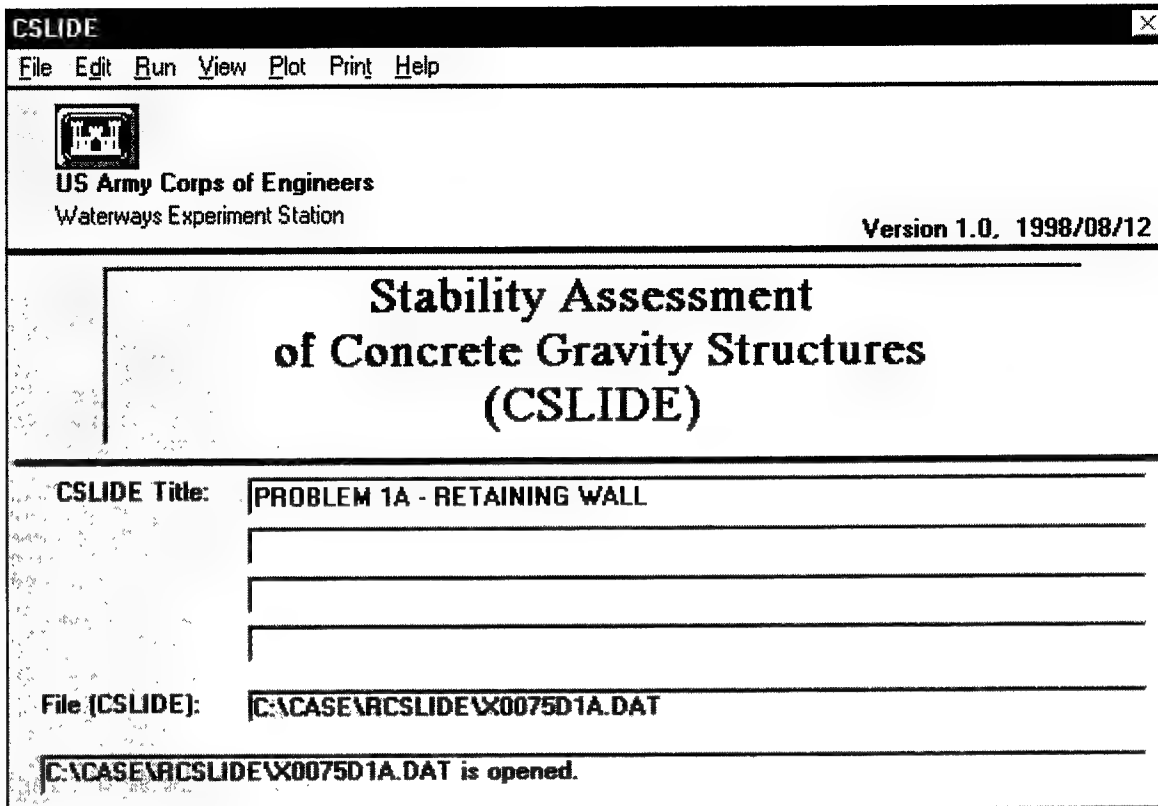 CSLIDE
File Edit Run View Plot Print Help
US Army Corps of Engineers
Waterways Experiment Station
Version 1.0, 1998/08/12
Stability Assessment
of Concrete Gravity Structures
(CSLIDE)
CSLIDE Title: PROBLEM 1A - RETAINING WALL
File (CSLIDE): C:\CASE\RCSLIDE\X0075D1A.DAT
C:\CASE\RCSLIDE\X0075D1A.DAT is opened.